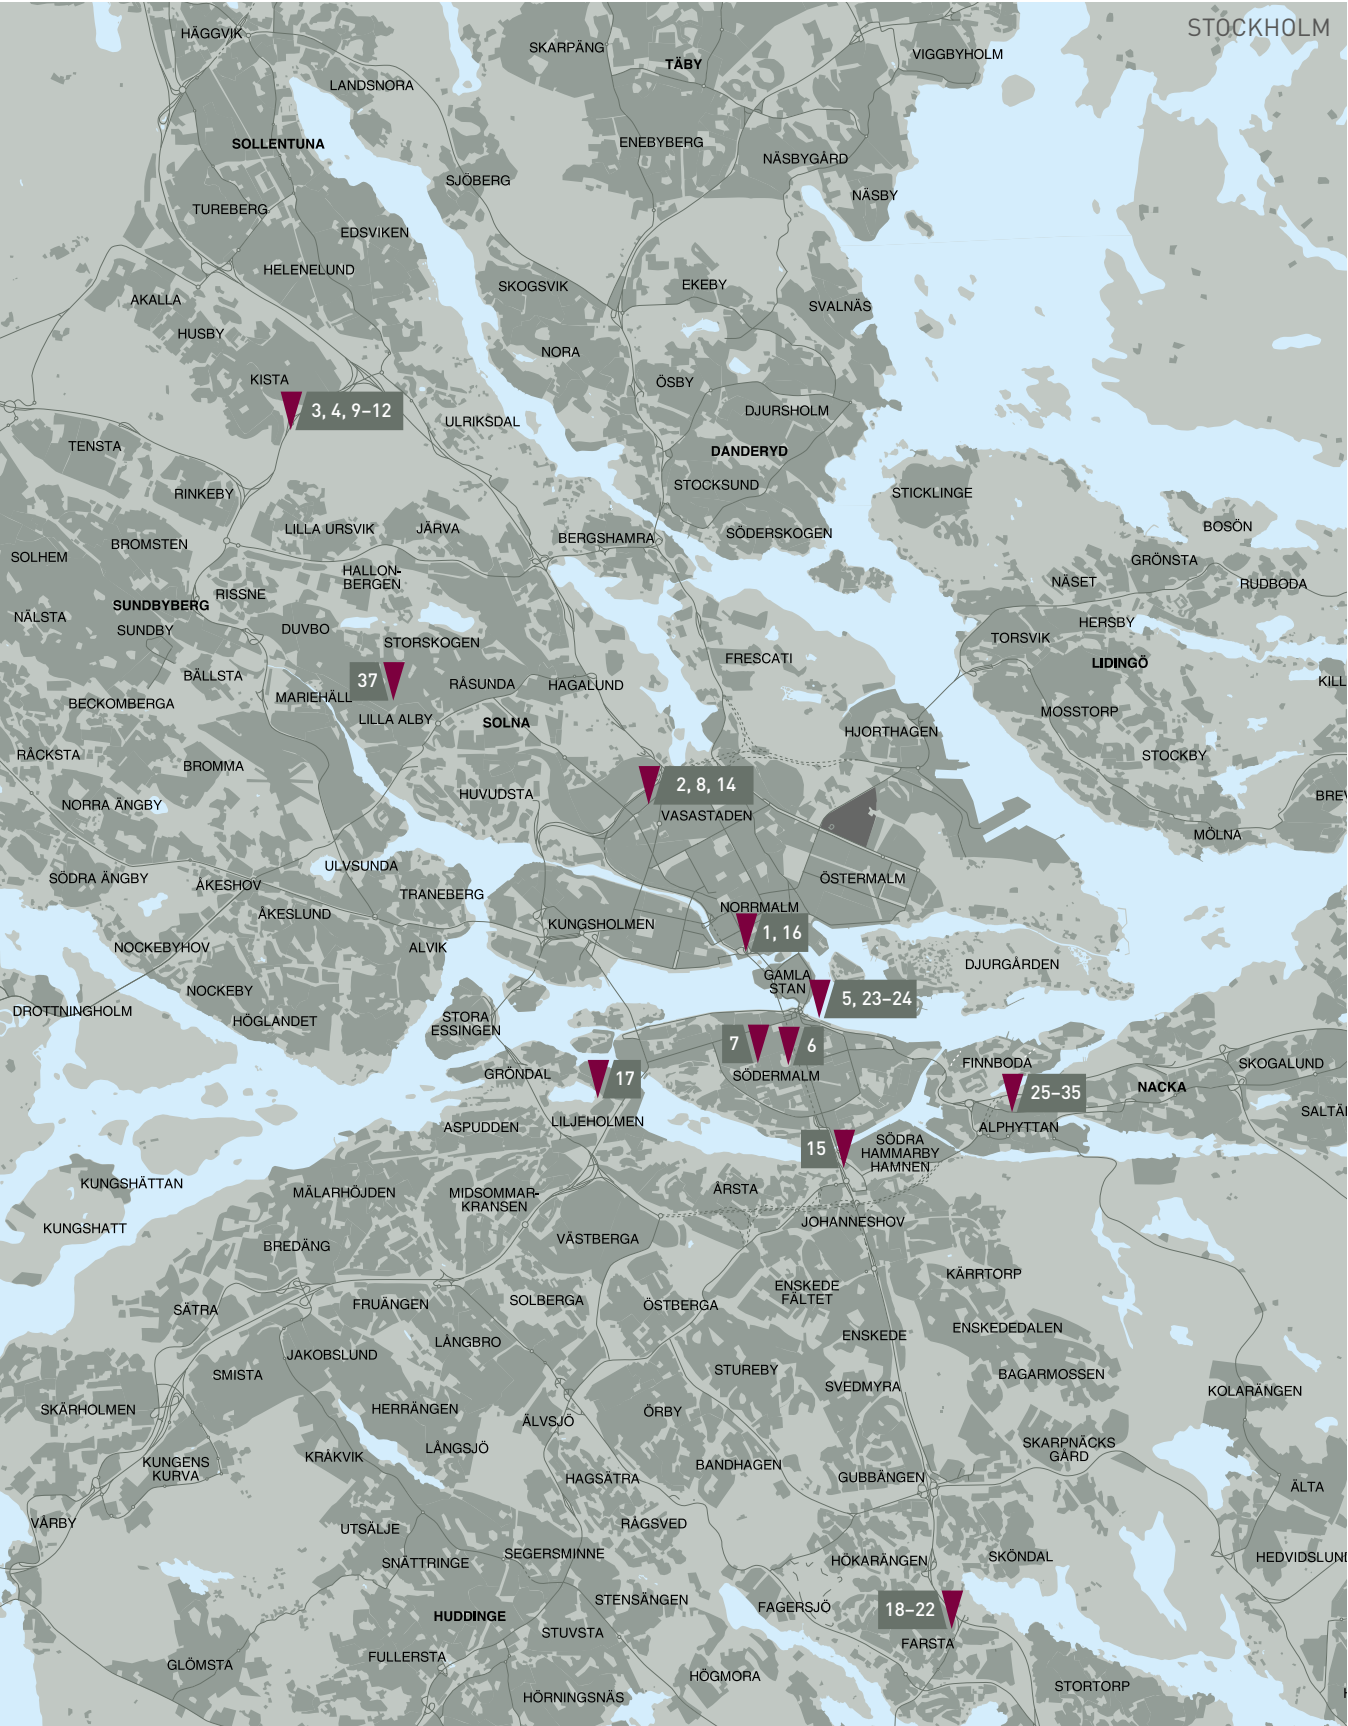 STOCKHOLM
HÄGGVIK
SKARPÄNG
TÄBY
VIGGBYHOLM
LANDSNORA
SOLLENTUNA
ENEBYBERG
NÄSBYGÅRD
SJÖBERG
NÄSBY
TUREBERG
EDSVIKEN
HELENELUND
SKOGSVIK
EKEBY
AKALLA
SVALNÄS
HUSBY
NORA
KISTA
ÖSBY
3, 4, 9–12
DJURSHOLM
ULRIKSDAL
TENSTA
DANDERYD
STOCKSUND
RINKEBY
STICKLINGE
LILLA URSVIK
JÄRVA
BERGSHAMRA
SÖDERSKOGEN
BOSÖN
BROMSTEN
SOLHEM
GRÖNSTA
HALLON-
BERGEN
NÄSET
RUDBODA
RISSNE
SUNDBYBERG
NÄLSTA
SUNDBY
DUVBO
HERSBY
TORSVIK
STORSKOGEN
FRESCATI
LIDINGÖ
BÄLLSTA
37
RÅSUNDA
HAGALUND
KILL
MARIEHÄLL
BECKOMBERGA
LILLA ALBY
SOLNA
MOSSTORP
HJORTHAGEN
RÅCKSTA
STOCKBY
BROMMA
2, 8, 14
HUVUDSTA
BREV
NORRA ÄNGBY
VASASTADEN
MÖLNA
ULVSUNDA
SÖDRA ÄNGBY
ÅKESHOV
ÖSTERMALM
TRANEBERG
ÅKESLUND
NORRMALM
KUNGSHOLMEN
1, 16
NOCKEBYHOV
ALVIK
DJURGÅRDEN
GAMLA
STAN
NOCKEBY
5, 23–24
DROTTNINGHOLM
HÖGLANDET
STORA
ESSINGEN
7
6
FINNBODA
SKOGALUND
GRÖNDAL
17
SÖDERMALM
NACKA
25–35
SALTÄ
LILJEHOLMEN
ASPUDDEN
ALPHYTTAN
15
SÖDRA
HAMMARBY
HAMNEN
KUNGSHÄTTAN
MÄLARHÖJDEN
MIDSOMMAR-
KRANSEN
ÅRSTA
KUNGSHATT
JOHANNESHOV
BREDÄNG
VÄSTBERGA
KÄRRTORP
ENSKEDE
FÄLTET
SÄTRA
FRUÄNGEN
SOLBERGA
ÖSTBERGA
ENSKEDE
ENSKEDEDALEN
LÅNGBRO
JAKOBSLUND
SMISTA
STUREBY
BAGARMOSSEN
SVEDMYRA
KOLARÄNGEN
SKÄRHOLMEN
HERRÄNGEN
ÄLVSJÖ
ÖRBY
LÅNGSJÖ
SKARPNÄCKS
GÅRD
KRÅKVIK
KUNGENS
KURVA
BANDHAGEN
HAGSÄTRA
GUBBÄNGEN
ÄLTA
VÅRBY
UTSÄLJE
RÅGSVED
SEGERSMINNE
SNÄTTRINGE
HÖKARÄNGEN
SKÖNDAL
HEDVIDSLUND
STENSÄNGEN
FAGERSJÖ
18–22
HUDDINGE
STUVSTA
FARSTA
FULLERSTA
GLÖMSTA
HÖGMORA
STORTORP
HÖRNINGSNÄS